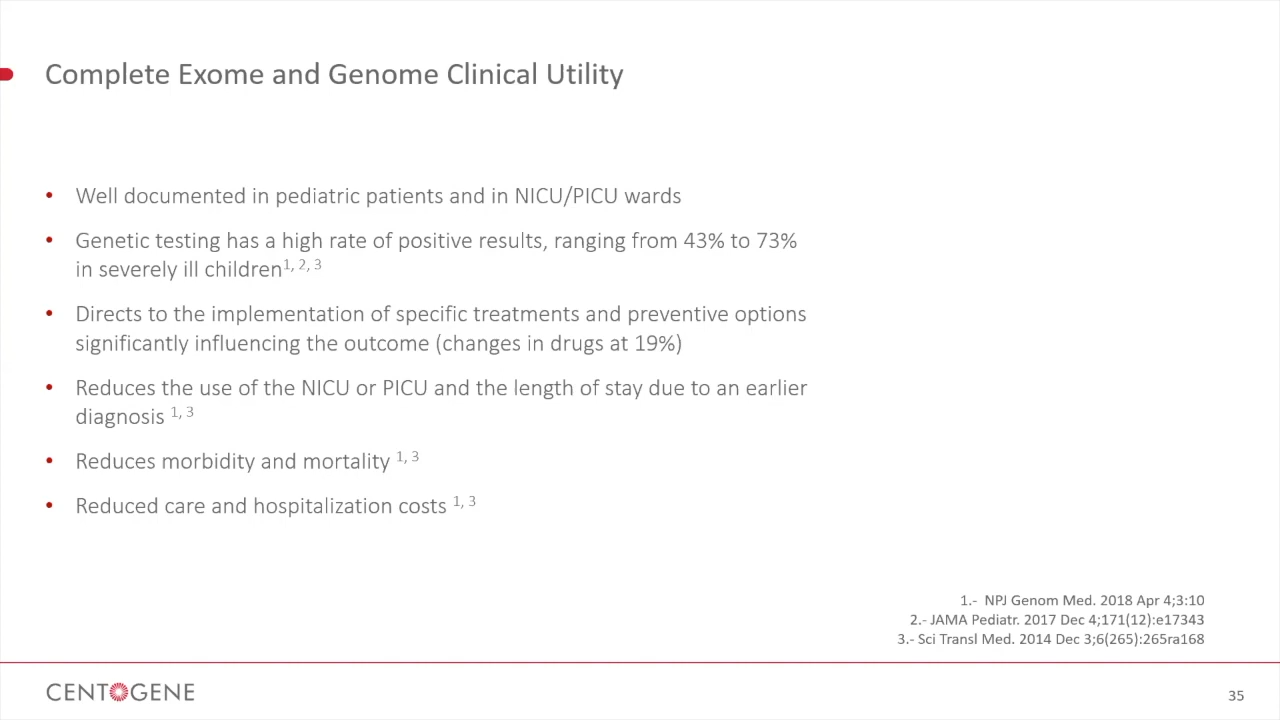 Complete Exome and Genome Clinical Utility
• Well documented in pediatric patients and in NICU/PICU wards
• Genetic testing has a high rate of positive results, ranging from 43% to 73%
in severely ill children1, 2, 3
• Directs to the implementation of specific treatments and preventive options
significantly influencing the outcome (changes in drugs at 19%)
• Reduces the use of the NICU or PICU and the length of stay due to an earlier
diagnosis 1, 3
• Reduces morbidity and mortality 1, 3
• Reduced care and hospitalization costs 1, 3
1.- NPJ Genom Med. 2018 Apr 4;3:10
2.- JAMA Pediatr. 2017 Dec 4;171(12):e17343
3.- Sci Transl Med. 2014 Dec 3;6(265):265ra168
CENTOGENE
35